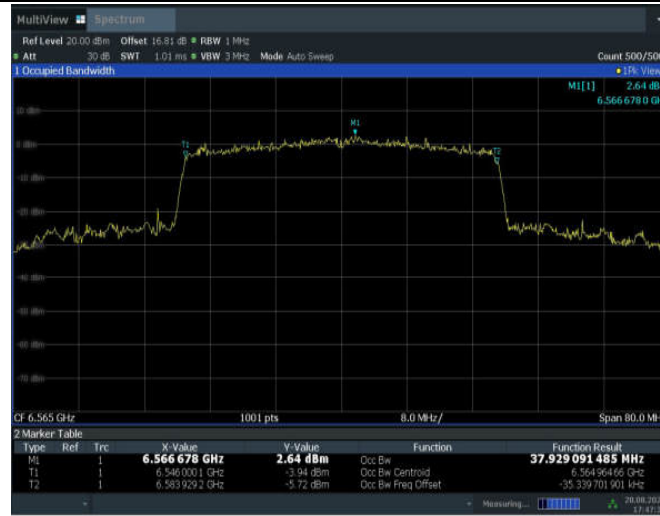 MultiView Spectrum
Ref Level 20.00 dBm Offset 16.81 dB RBW 1 MHz
Att 30 dB SWT 1.01 ms VBW 3 MHz Mode Auto Sweep Count 500/500
1 Occupied Bandwidth 1Pk View
M1[1] 2.64 dB
6.566 678 0 GH
10 dBm
M1
0 dBm
T1
T2
-10 dBm
-20 dBm
-30 dBm
-40 dBm
-50 dBm
-60 dBm
-70 dBm
CF 6.565 GHz 1001 pts 8.0 MHz/ Span 80.0 MH
2 Marker Table
Type Ref Trc X-Value Y-Value Function Function Result
M1 1 6.566 678 GHz 2.64 dBm Occ Bw 37.929 091 485 MHz
T1 1 6.546 000 1 GHz -3.94 dBm Occ Bw Centroid 6.564 964 66 GHz
T2 1 6.583 929 2 GHz -5.72 dBm Occ Bw Freq Offset -35.339 701 901 kHz
Measuring... 20.08.202
17:47: